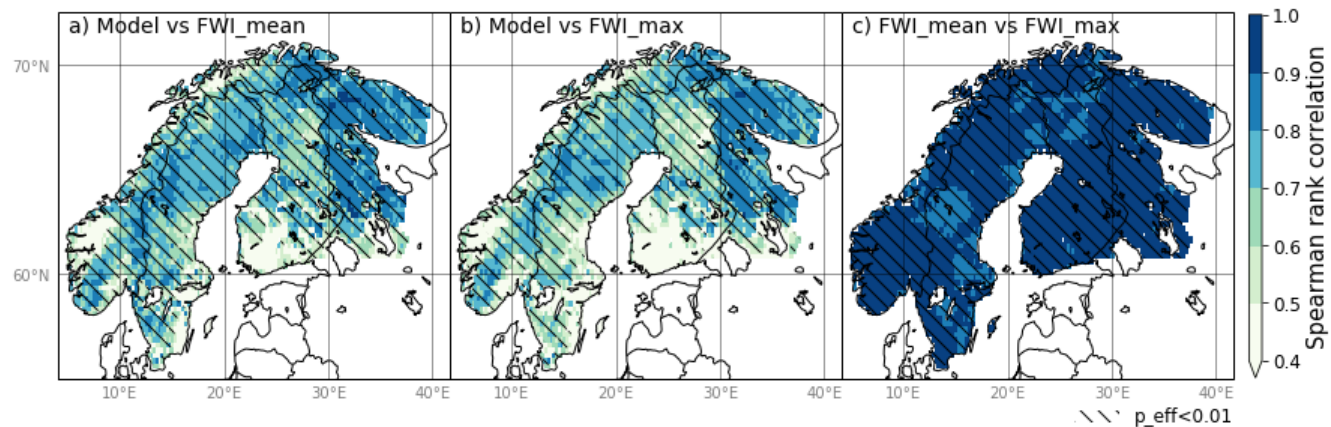 a) Model vs FWI_mean
b) Model vs FWI_max
c) FWI_mean vs FWI_max
70°N
60°N
10°E 20°E 30°E 40°E
10°E 20°E 30°E 40°E
10°E 20°E 30°E 40°E
1.0
0.9
0.8
0.7
0.6
0.5
0.4
Spearman rank correlation
p_eff<0.01